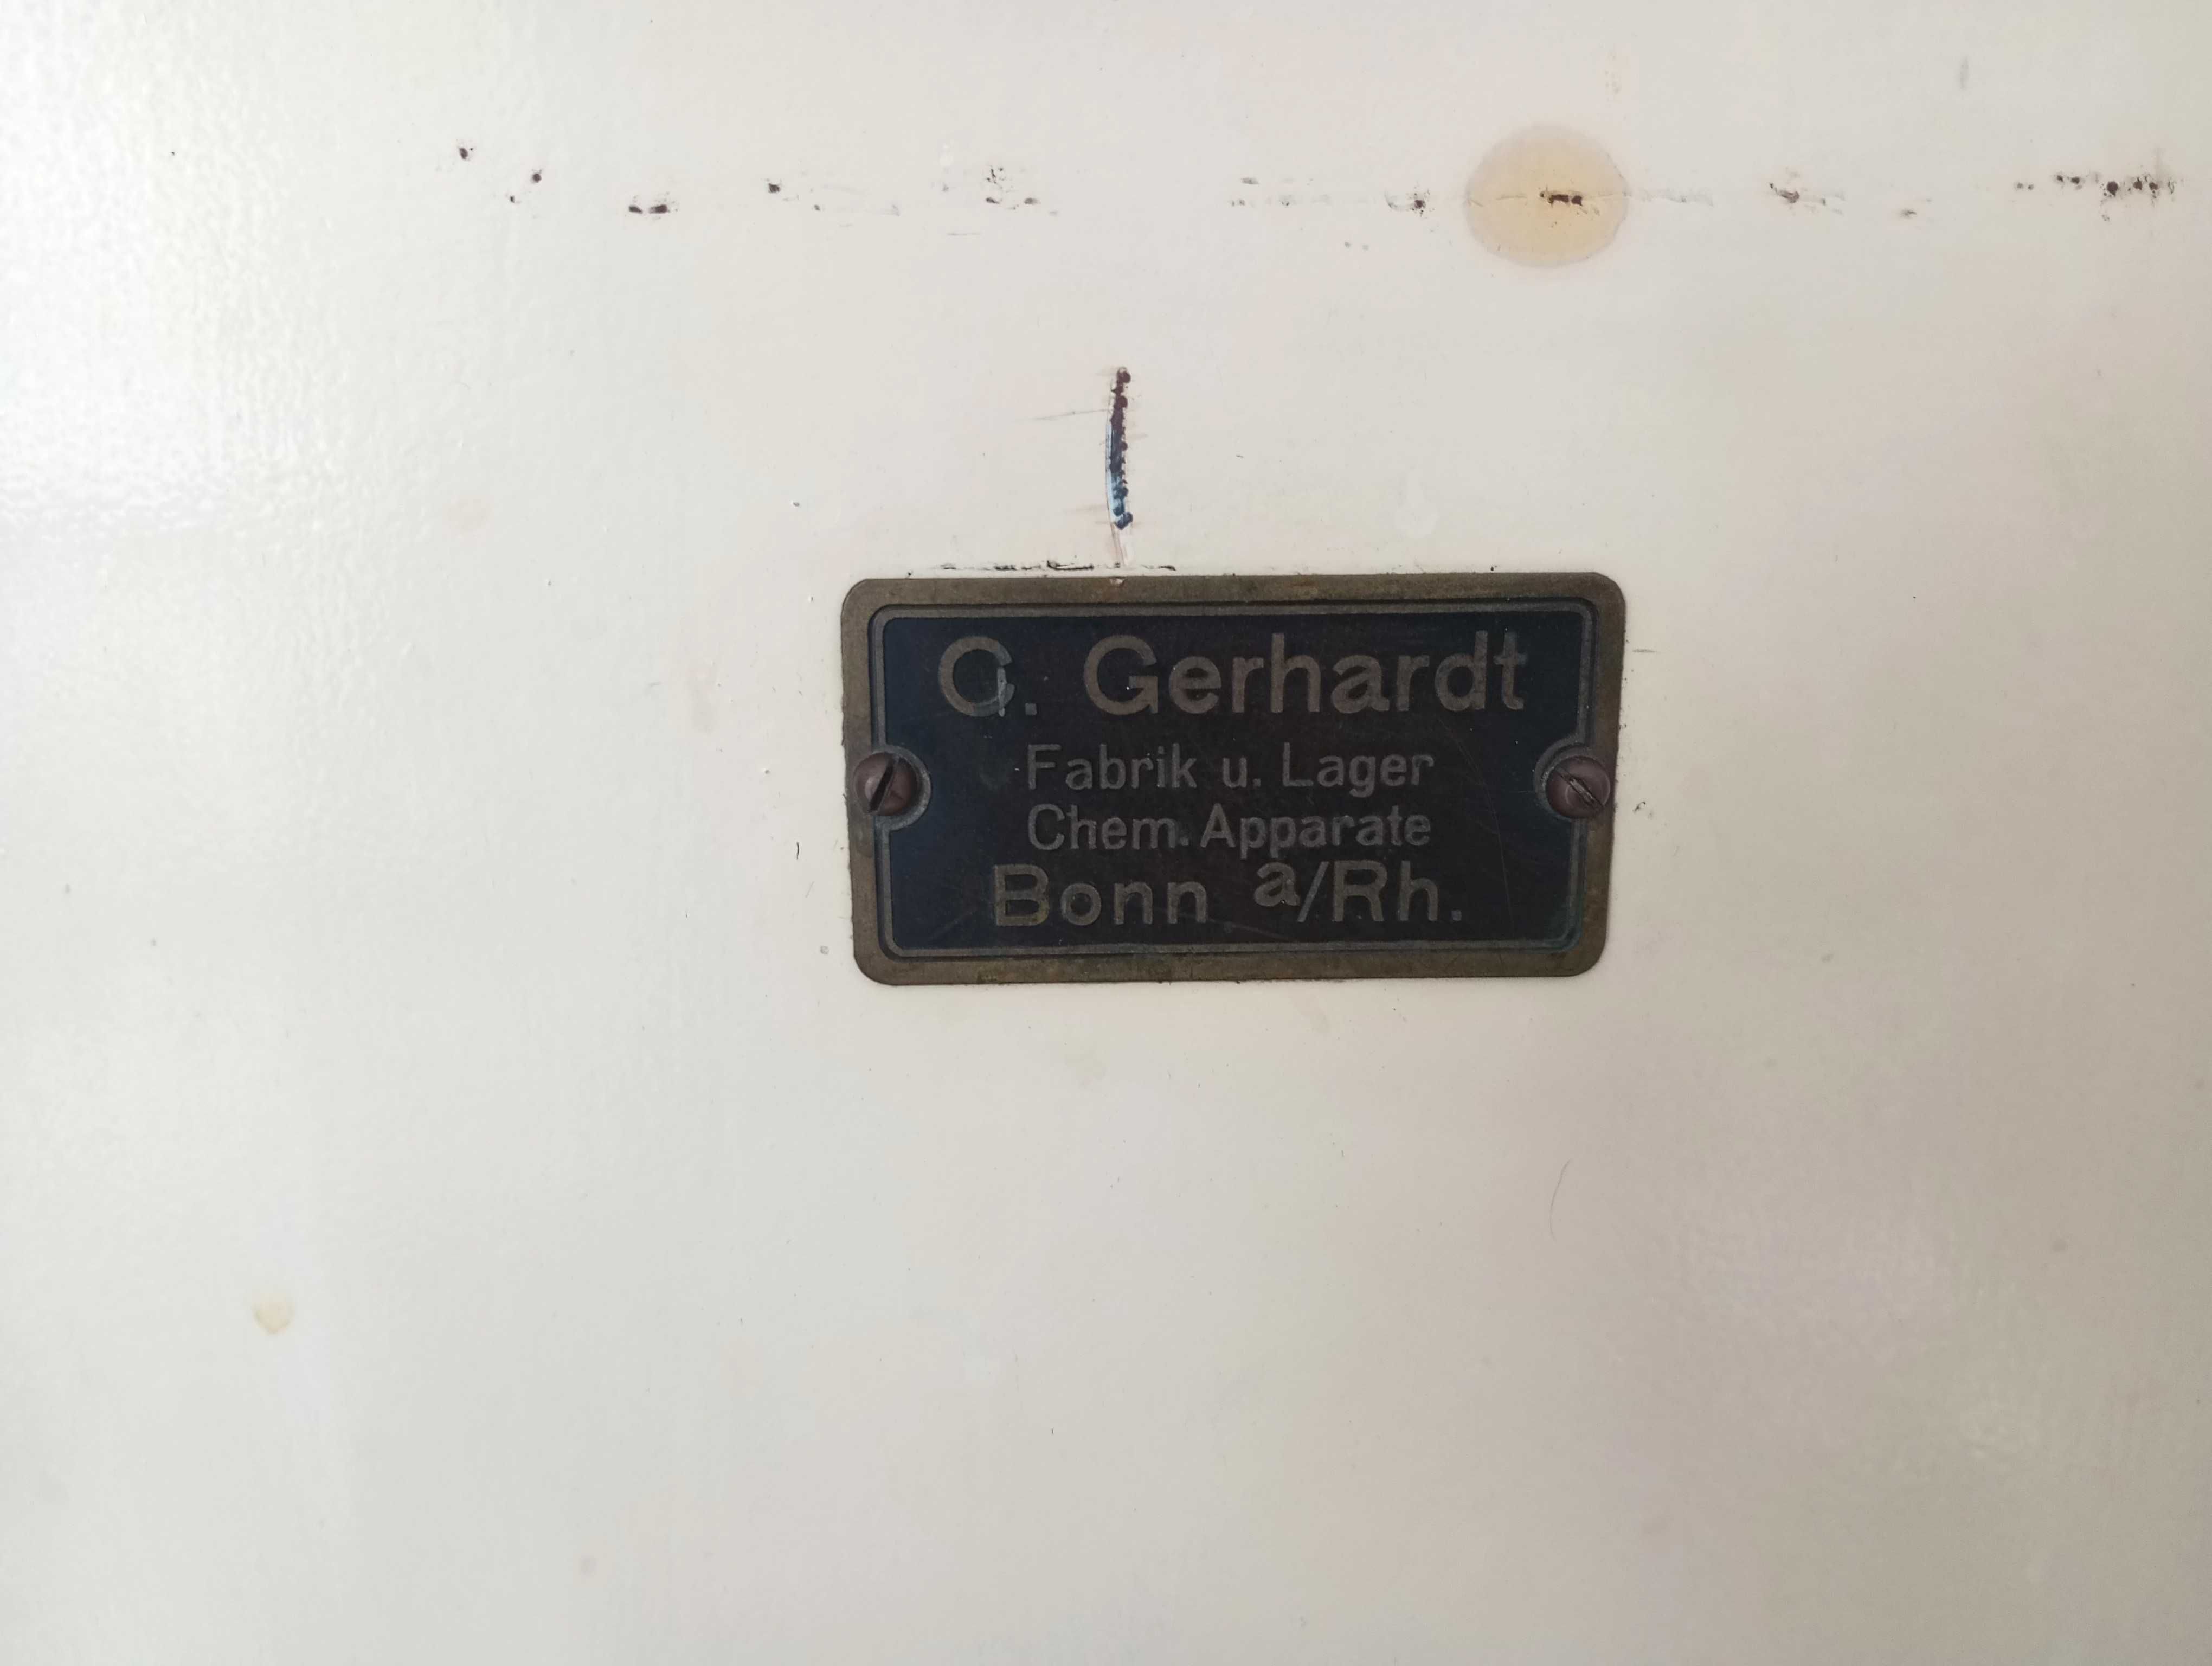 C. Gerhardt
Fabrik u. Lager
Chem. Apparate
Bonn a/Rh.